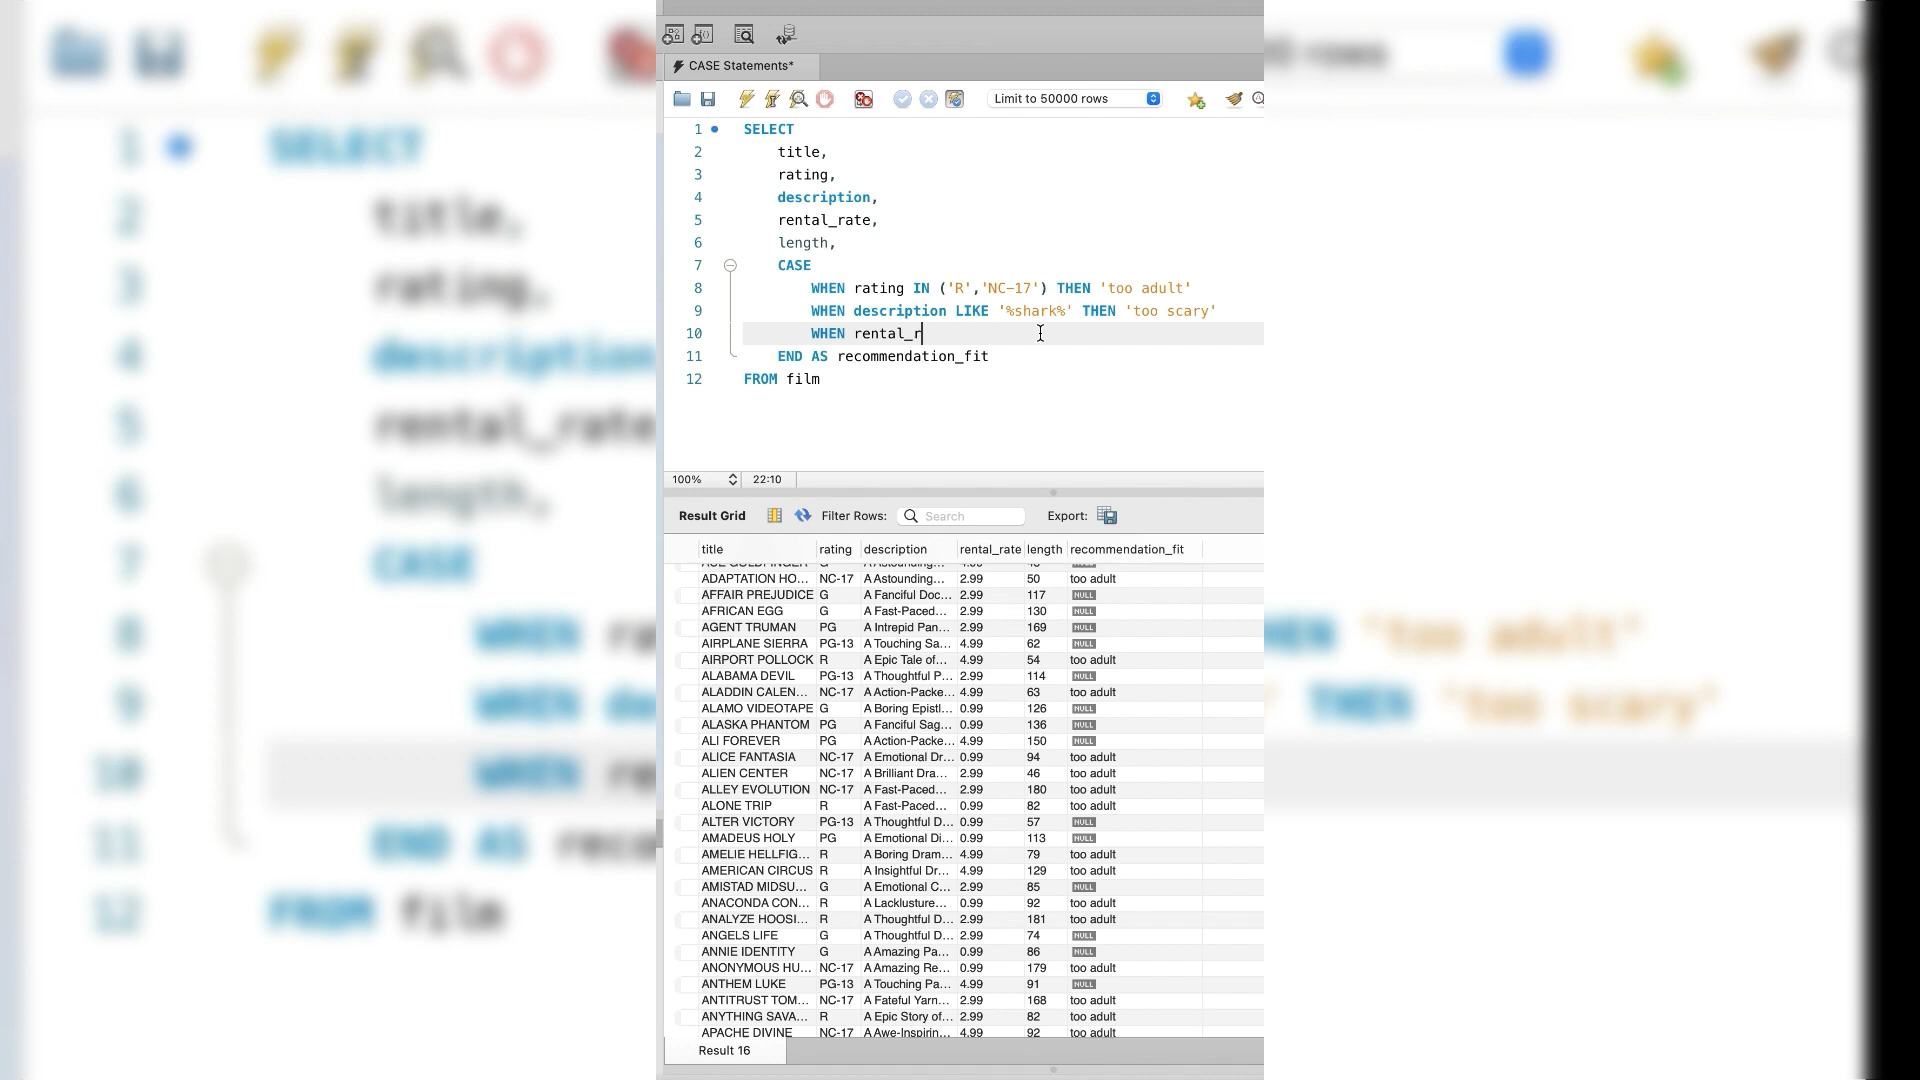 CASE Statements*
Limit to 50000 rows
1 SELECT
2 title,
3 rating,
4 description,
5 rental_rate,
6 length,
7 CASE
8 WHEN rating IN ('R','NC-17') THEN 'too adult'
9 WHEN description LIKE '%shark%' THEN 'too scary'
10 WHEN rental_r
11 END AS recommendation_fit
12 FROM film
100% 22:10
Result Grid Filter Rows: Search Export:
title rating description rental_rate length recommendation_fit
ADAPTATION HO... NC-17 A Astounding... 2.99 50 too adult
AFFAIR PREJUDICE G A Fanciful Doc... 2.99 117 NULL
AFRICAN EGG G A Fast-Paced... 2.99 130 NULL
AGENT TRUMAN PG A Intrepid Pan... 2.99 169 NULL
AIRPLANE SIERRA PG-13 A Touching Sa... 4.99 62 NULL
AIRPORT POLLOCK R A Epic Tale of... 4.99 54 too adult
ALABAMA DEVIL PG-13 A Thoughtful P... 2.99 114 NULL
ALADDIN CALEN... NC-17 A Action-Packe... 4.99 63 too adult
ALAMO VIDEOTAPE G A Boring Epistl... 0.99 126 NULL
ALASKA PHANTOM PG A Fanciful Sag... 0.99 136 NULL
ALI FOREVER PG A Action-Packe... 4.99 150 NULL
ALICE FANTASIA NC-17 A Emotional Dr... 0.99 94 too adult
ALIEN CENTER NC-17 A Brilliant Dra... 2.99 46 too adult
ALLEY EVOLUTION NC-17 A Fast-Paced... 2.99 180 too adult
ALONE TRIP R A Fast-Paced... 0.99 82 too adult
ALTER VICTORY PG-13 A Thoughtful D... 0.99 57 NULL
AMADEUS HOLY PG A Emotional Di... 0.99 113 NULL
AMELIE HELLFIG... R A Boring Dram... 4.99 79 too adult
AMERICAN CIRCUS R A Insightful Dr... 4.99 129 too adult
AMISTAD MIDSU... G A Emotional C... 2.99 85 NULL
ANACONDA CON... R A Lacklusture... 0.99 92 too adult
ANALYZE HOOSI... R A Thoughtful D... 2.99 181 too adult
ANGELS LIFE G A Thoughtful D... 2.99 74 NULL
ANNIE IDENTITY G A Amazing Pa... 0.99 86 NULL
ANONYMOUS HU... NC-17 A Amazing Re... 0.99 179 too adult
ANTHEM LUKE PG-13 A Touching Pa... 4.99 91 NULL
ANTITRUST TOM... NC-17 A Fateful Yarn... 2.99 168 too adult
ANYTHING SAVA... R A Epic Story of... 2.99 82 too adult
APACHE DIVINE NC-17 A Awe-Inspirin... 4.99 92 too adult
Result 16